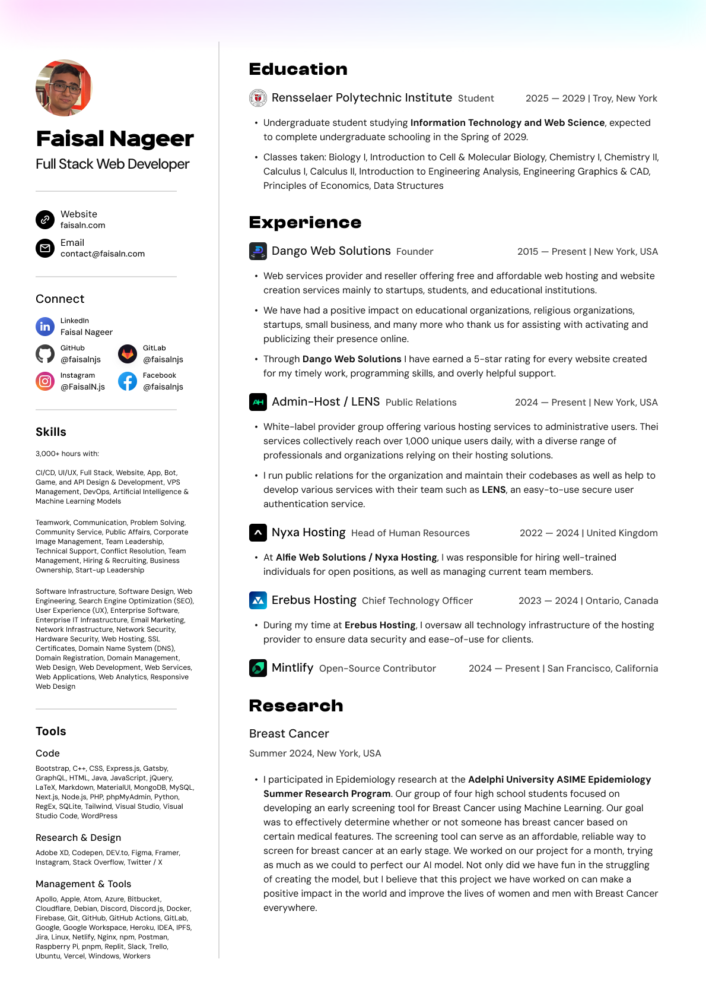 Faisal Nageer
Full Stack Web Developer
Website
faisaln.com
Email
contact@faisaln.com
Connect
LinkedIn
Faisal Nageer
GitHub
@faisalnjs
GitLab
@faisalnjs
Instagram
@FaisalN.js
Facebook
@faisalnjs
Skills
3,000+ hours with:
CI/CD, UI/UX, Full Stack, Website, App, Bot,
Game, and API Design & Development, VPS
Management, DevOps, Artificial Intelligence &
Machine Learning Models
Teamwork, Communication, Problem Solving,
Community Service, Public Affairs, Corporate
Image Management, Team Leadership,
Technical Support, Conflict Resolution, Team
Management, Hiring & Recruiting, Business
Ownership, Start-up Leadership
Software Infrastructure, Software Design, Web
Engineering, Search Engine Optimization (SEO),
User Experience (UX), Enterprise Software,
Enterprise IT Infrastructure, Email Marketing,
Network Infrastructure, Network Security,
Hardware Security, Web Hosting, SSL
Certificates, Domain Name System (DNS),
Domain Registration, Domain Management,
Web Design, Web Development, Web Services,
Web Applications, Web Analytics, Responsive
Web Design
Tools
Code
Bootstrap, C++, CSS, Express.js, Gatsby,
GraphQL, HTML, Java, JavaScript, jQuery,
LaTeX, Markdown, MaterialUI, MongoDB, MySQL,
Next.js, Node.js, PHP, phpMyAdmin, Python,
RegEx, SQLite, Tailwind, Visual Studio, Visual
Studio Code, WordPress
Research & Design
Adobe XD, Codepen, DEV.to, Figma, Framer,
Instagram, Stack Overflow, Twitter / X
Management & Tools
Apollo, Apple, Atom, Azure, Bitbucket,
Cloudflare, Debian, Discord, Discord.js, Docker,
Firebase, Git, GitHub, GitHub Actions, GitLab,
Google, Google Workspace, Heroku, IDEA, IPFS,
Jira, Linux, Netlify, Nginx, npm, Postman,
Raspberry Pi, pnpm, Replit, Slack, Trello,
Ubuntu, Vercel, Windows, Workers
Education
Rensselaer Polytechnic Institute Student 2025 — 2029 | Troy, New York
• Undergraduate student studying Information Technology and Web Science, expected
to complete undergraduate schooling in the Spring of 2029.
• Classes taken: Biology I, Introduction to Cell & Molecular Biology, Chemistry I, Chemistry II,
Calculus I, Calculus II, Introduction to Engineering Analysis, Engineering Graphics & CAD,
Principles of Economics, Data Structures
Experience
Dango Web Solutions Founder 2015 — Present | New York, USA
• Web services provider and reseller offering free and affordable web hosting and website
creation services mainly to startups, students, and educational institutions.
• We have had a positive impact on educational organizations, religious organizations,
startups, small business, and many more who thank us for assisting with activating and
publicizing their presence online.
• Through Dango Web Solutions I have earned a 5-star rating for every website created
for my timely work, programming skills, and overly helpful support.
AH
Admin-Host / LENS Public Relations 2024 — Present | New York, USA
• White-label provider group offering various hosting services to administrative users. Thei
services collectively reach over 1,000 unique users daily, with a diverse range of
professionals and organizations relying on their hosting solutions.
• I run public relations for the organization and maintain their codebases as well as help to
develop various services with their team such as LENS, an easy-to-use secure user
authentication service.
Nyxa Hosting Head of Human Resources 2022 — 2024 | United Kingdom
• At Alfie Web Solutions / Nyxa Hosting, I was responsible for hiring well-trained
individuals for open positions, as well as managing current team members.
Erebus Hosting Chief Technology Officer 2023 — 2024 | Ontario, Canada
• During my time at Erebus Hosting, I oversaw all technology infrastructure of the hosting
provider to ensure data security and ease-of-use for clients.
Mintlify Open-Source Contributor 2024 — Present | San Francisco, California
Research
Breast Cancer
Summer 2024, New York, USA
• I participated in Epidemiology research at the Adelphi University ASIME Epidemiology
Summer Research Program. Our group of four high school students focused on
developing an early screening tool for Breast Cancer using Machine Learning. Our goal
was to effectively determine whether or not someone has breast cancer based on
certain medical features. The screening tool can serve as an affordable, reliable way to
screen for breast cancer at an early stage. We worked on our project for a month, trying
as much as we could to perfect our AI model. Not only did we have fun in the struggling
of creating the model, but I believe that this project we have worked on can make a
positive impact in the world and improve the lives of women and men with Breast Cancer
everywhere.